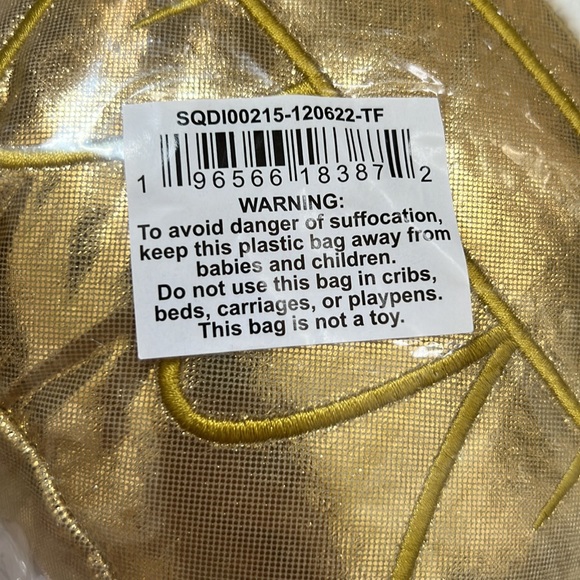 SQDI00215-120622-TF
1 96566 18387 2
WARNING:
To avoid danger of suffocation,
keep this plastic bag away from
babies and children.
Do not use this bag in cribs,
beds, carriages, or playpens.
This bag is not a toy.